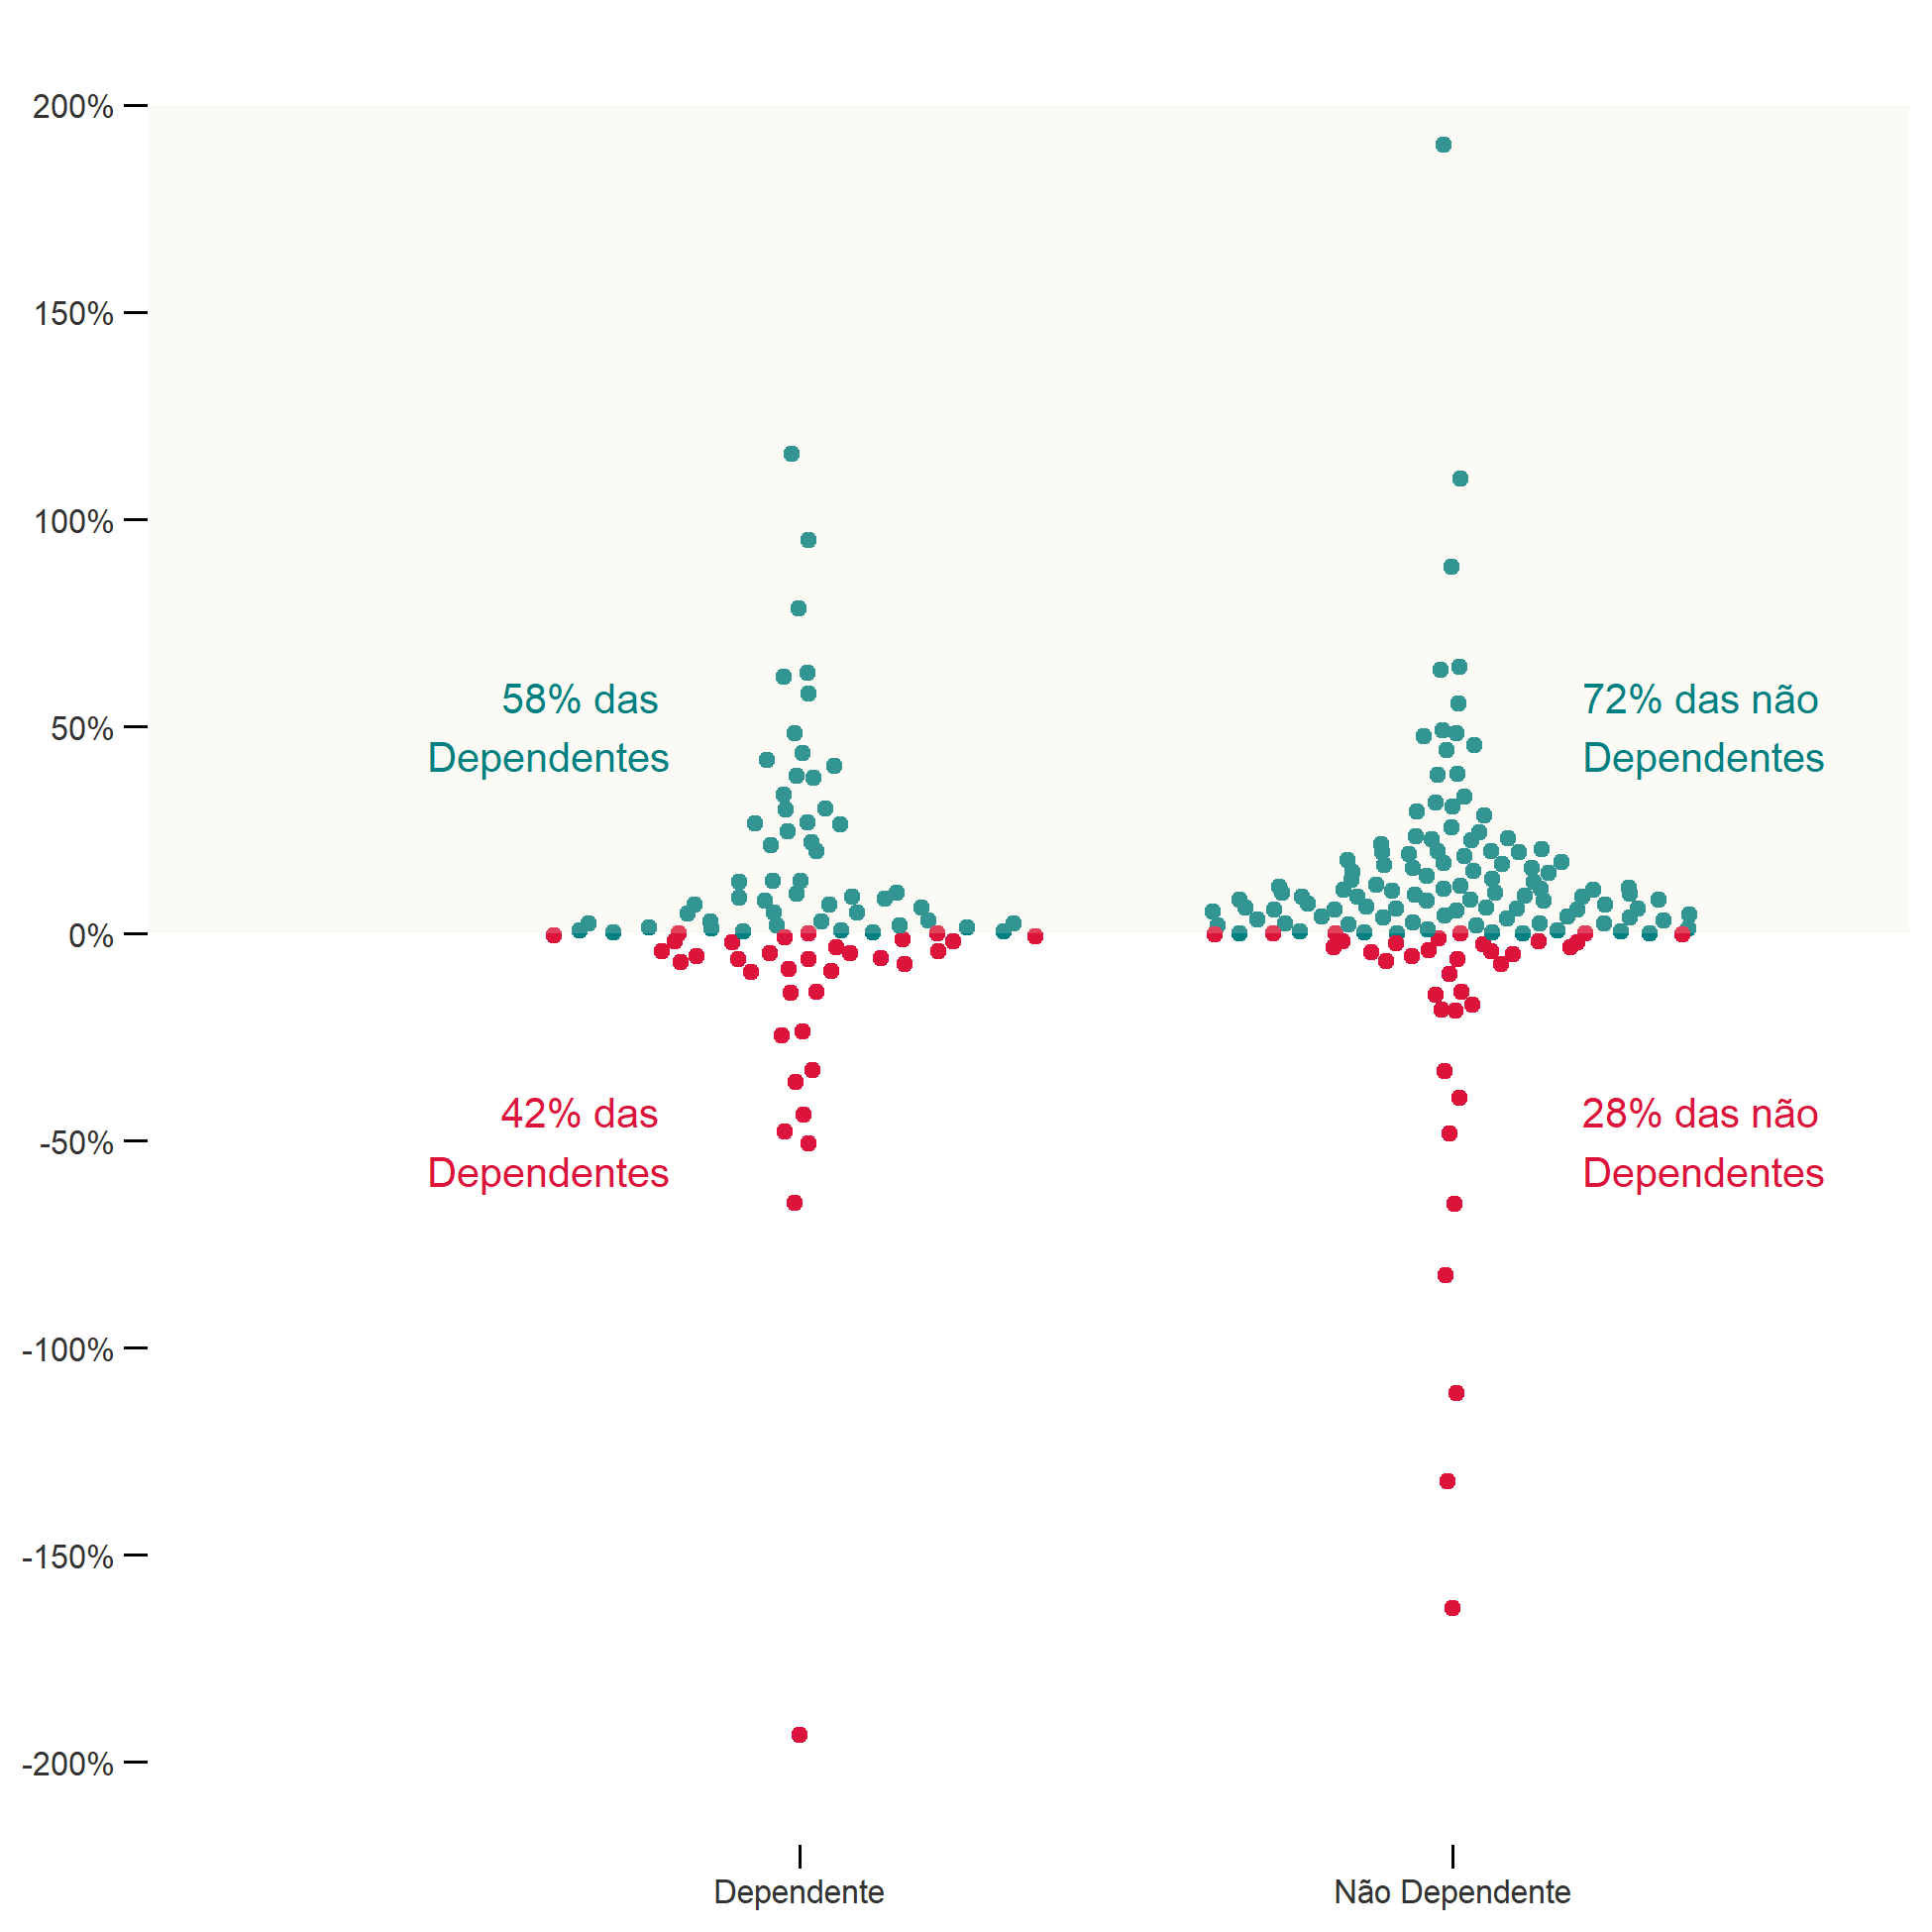 200%
150%
100%
58% das
Dependentes
72% das não
Dependentes
50%
0%
42% das
Dependentes
28% das não
Dependentes
-50%
-100%
-150%
-200%
Dependente
Não Dependente